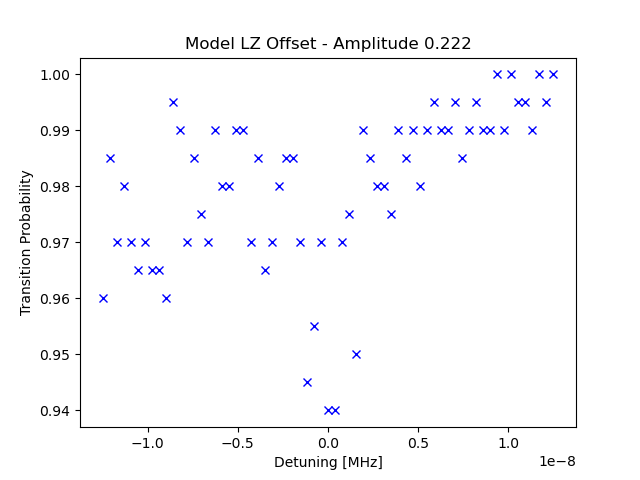 Model LZ Offset - Amplitude 0.222
1.00
0.99
0.98
0.97
0.96
0.95
0.94
Transition Probability
−1.0 −0.5 0.0 0.5 1.0
1e−8
Detuning [MHz]